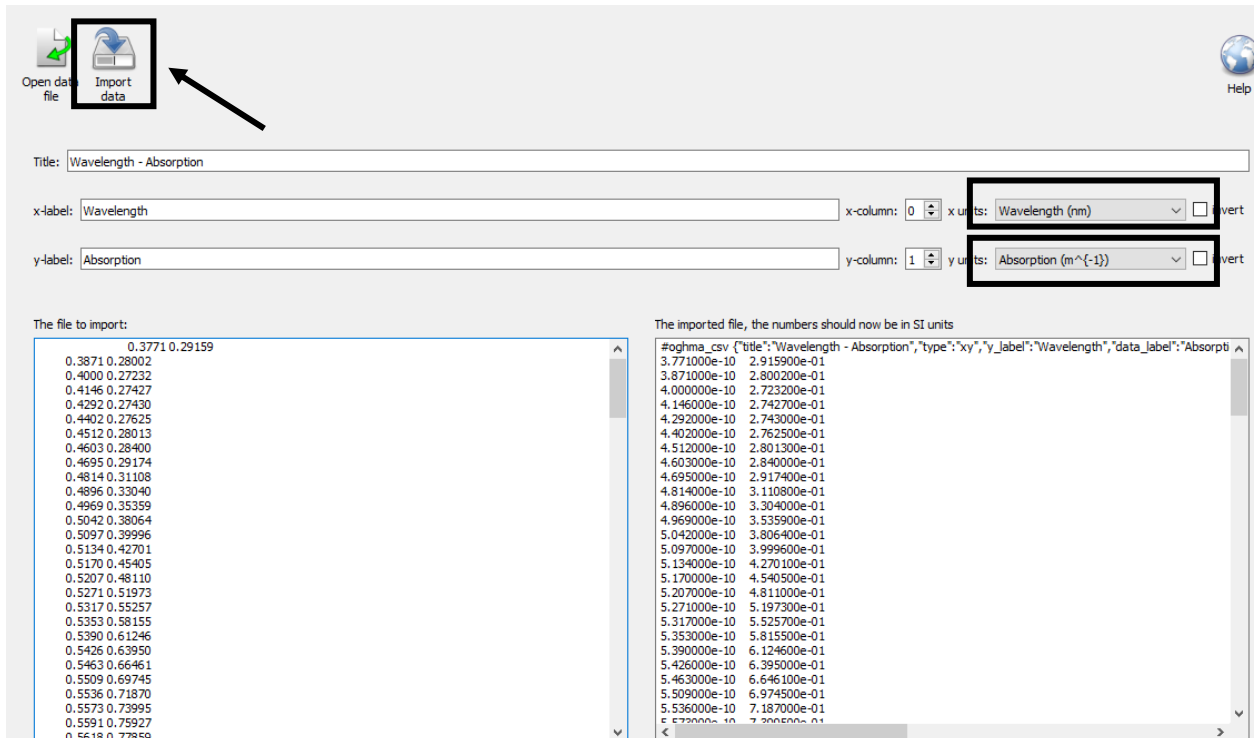 Open data file
Import data
Help
Title: Wavelength - Absorption
x-label: Wavelength x-column: 0 x units: Wavelength (nm) invert
y-label: Absorption y-column: 1 y units: Absorption (m^{-1}) invert
The file to import:
0.3771 0.29159
0.3871 0.28002
0.4000 0.27232
0.4146 0.27427
0.4292 0.27430
0.4402 0.27625
0.4512 0.28013
0.4603 0.28400
0.4695 0.29174
0.4814 0.31108
0.4896 0.33040
0.4969 0.35359
0.5042 0.38064
0.5097 0.39996
0.5134 0.42701
0.5170 0.45405
0.5207 0.48110
0.5271 0.51973
0.5317 0.55257
0.5353 0.58155
0.5390 0.61246
0.5426 0.63950
0.5463 0.66461
0.5509 0.69745
0.5536 0.71870
0.5573 0.73995
0.5591 0.75927
0.5618 0.77859
The imported file, the numbers should now be in SI units
#oghma_csv {"title":"Wavelength - Absorption","type":"xy","y_label":"Wavelength","data_label":"Absorpti
3.771000e-10 2.915900e-01
3.871000e-10 2.800200e-01
4.000000e-10 2.723200e-01
4.146000e-10 2.742700e-01
4.292000e-10 2.743000e-01
4.402000e-10 2.762500e-01
4.512000e-10 2.801300e-01
4.603000e-10 2.840000e-01
4.695000e-10 2.917400e-01
4.814000e-10 3.110800e-01
4.896000e-10 3.304000e-01
4.969000e-10 3.535900e-01
5.042000e-10 3.806400e-01
5.097000e-10 3.999600e-01
5.134000e-10 4.270100e-01
5.170000e-10 4.540500e-01
5.207000e-10 4.811000e-01
5.271000e-10 5.197300e-01
5.317000e-10 5.525700e-01
5.353000e-10 5.815500e-01
5.390000e-10 6.124600e-01
5.426000e-10 6.395000e-01
5.463000e-10 6.646100e-01
5.509000e-10 6.974500e-01
5.536000e-10 7.187000e-01
5.573000e-10 7.399500e-01